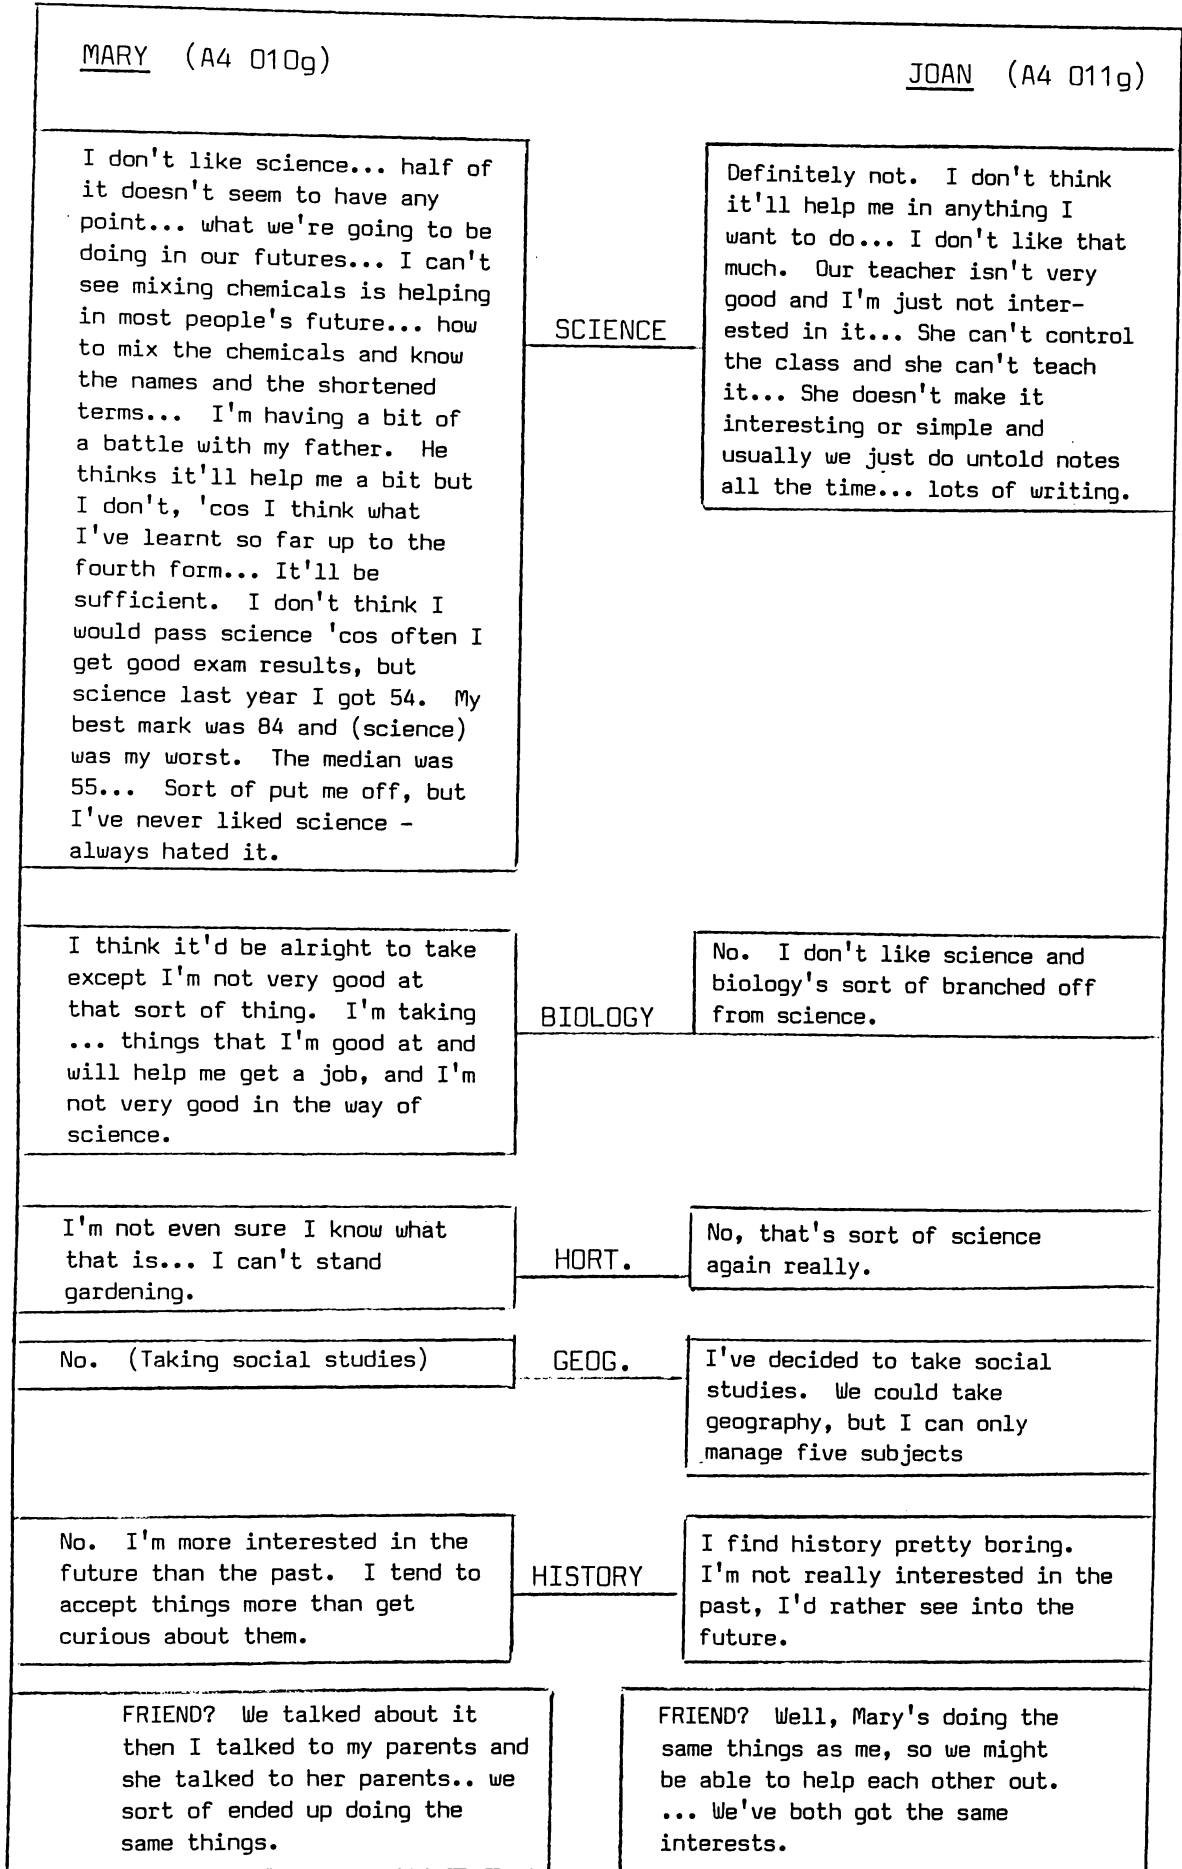 MARY (A4 010g)
JOAN (A4 011g)
I don't like science... half of
it doesn't seem to have any
point... what we're going to be
doing in our futures... I can't
see mixing chemicals is helping
in most people's future... how
to mix the chemicals and know
the names and the shortened
terms... I'm having a bit of
a battle with my father. He
thinks it'll help me a bit but
I don't, 'cos I think what
I've learnt so far up to the
fourth form... It'll be
sufficient. I don't think I
would pass science 'cos often I
get good exam results, but
science last year I got 54. My
best mark was 84 and (science)
was my worst. The median was
55... Sort of put me off, but
I've never liked science -
always hated it.
SCIENCE
Definitely not. I don't think
it'll help me in anything I
want to do... I don't like that
much. Our teacher isn't very
good and I'm just not inter-
ested in it... She can't control
the class and she can't teach
it... She doesn't make it
interesting or simple and
usually we just do untold notes
all the time... lots of writing.
I think it'd be alright to take
except I'm not very good at
that sort of thing. I'm taking
... things that I'm good at and
will help me get a job, and I'm
not very good in the way of
science.
BIOLOGY
No. I don't like science and
biology's sort of branched off
from science.
I'm not even sure I know what
that is... I can't stand
gardening.
HORT.
No, that's sort of science
again really.
No. (Taking social studies)
GEOG.
I've decided to take social
studies. We could take
geography, but I can only
manage five subjects
No. I'm more interested in the
future than the past. I tend to
accept things more than get
curious about them.
HISTORY
I find history pretty boring.
I'm not really interested in the
past, I'd rather see into the
future.
FRIEND? We talked about it
then I talked to my parents and
she talked to her parents.. we
sort of ended up doing the
same things.
FRIEND? Well, Mary's doing the
same things as me, so we might
be able to help each other out.
... We've both got the same
interests.